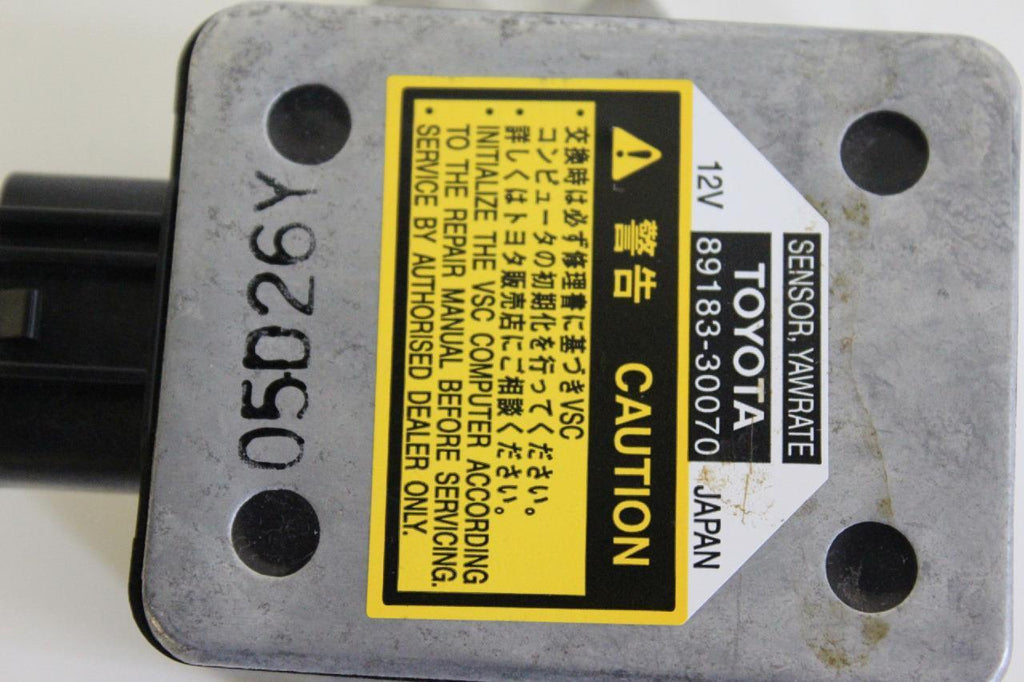 SENSOR, YAWRATE
TOYOTA
12V 89183-30070 JAPAN
警告 CAUTION
・交換時は必ず修理書に基づきVSC
コンピュータの初期化を行ってください。
・詳しくはトヨタ販売店にご相談ください。
・INITIALIZE THE VSC COMPUTER ACCORDING
TO THE REPAIR MANUAL BEFORE SERVICING.
・SERVICE BY AUTHORISED DEALER ONLY.
Y62050